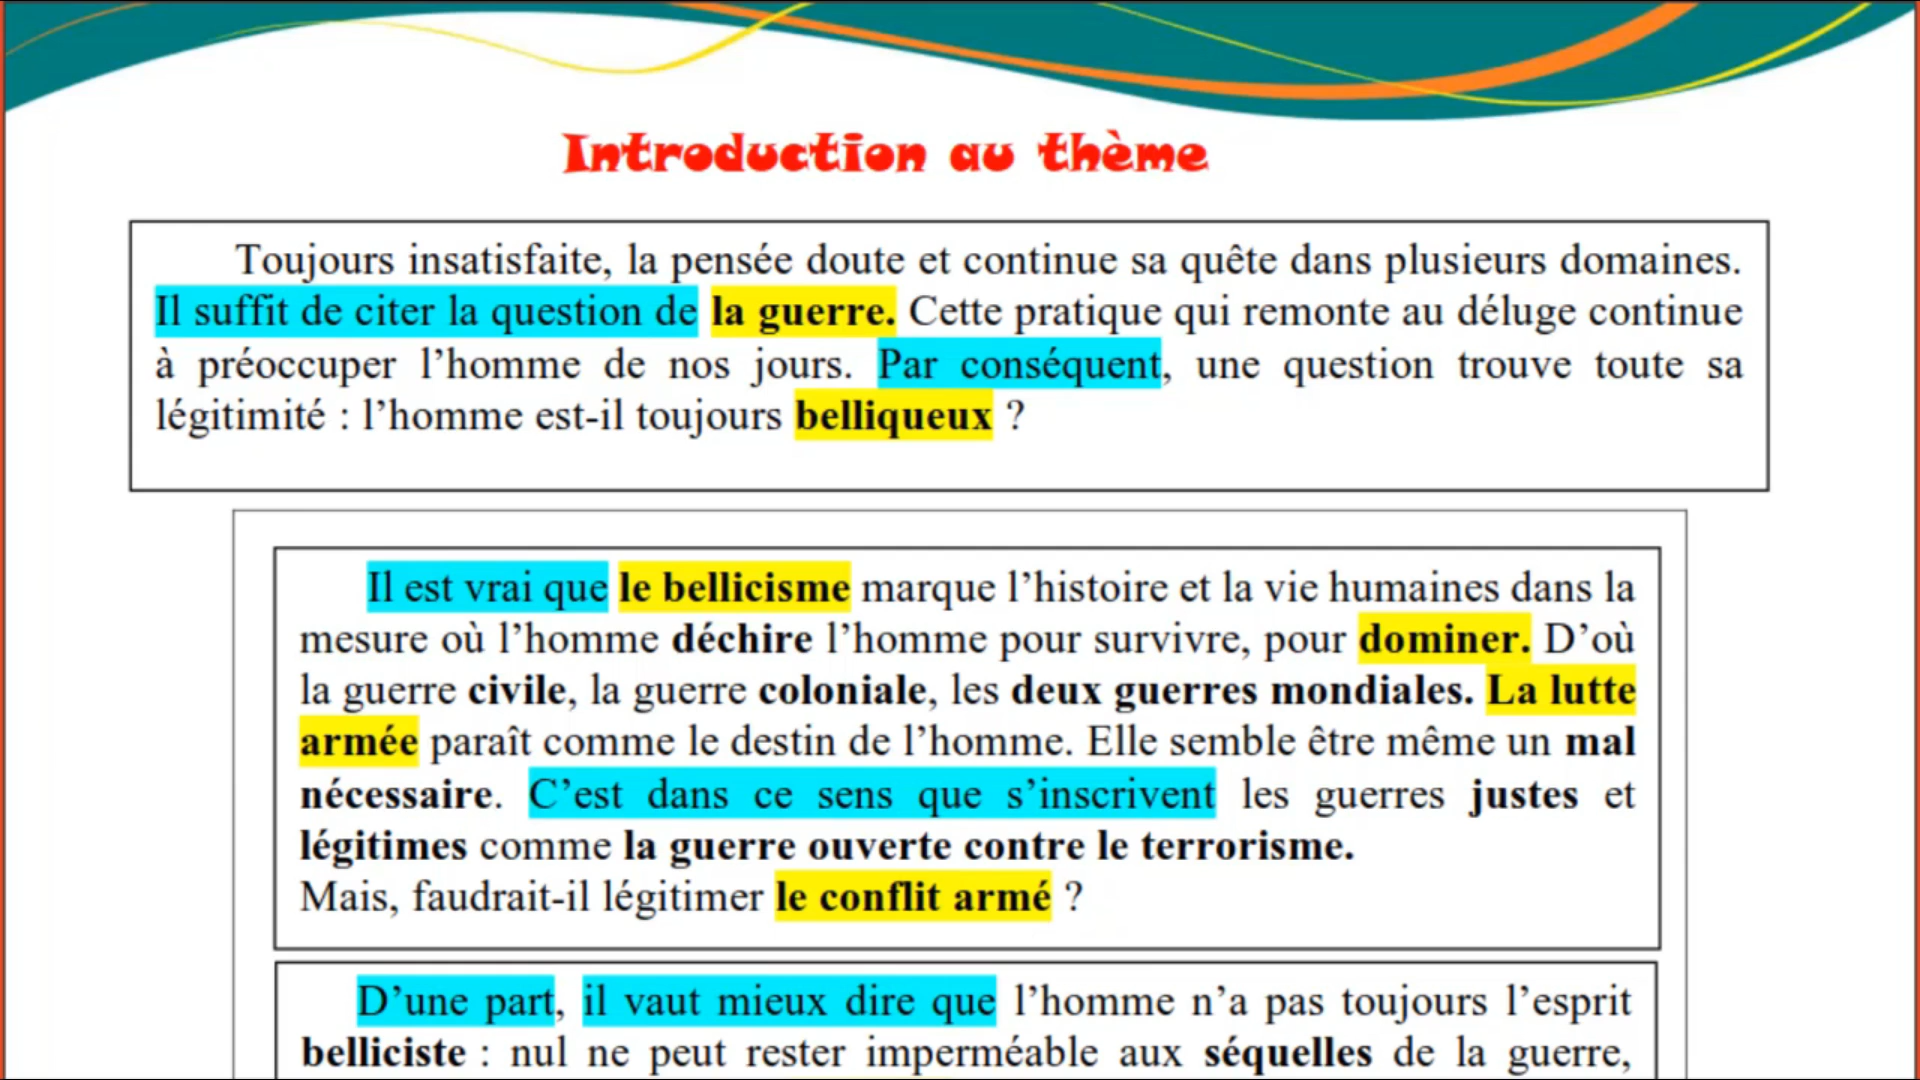 Introduction au thème
Toujours insatisfaite, la pensée doute et continue sa quête dans plusieurs domaines.
Il suffit de citer la question de la guerre. Cette pratique qui remonte au déluge continue
à préoccuper l’homme de nos jours. Par conséquent, une question trouve toute sa
légitimité : l’homme est-il toujours belliqueux ?
Il est vrai que le bellicisme marque l’histoire et la vie humaines dans la
mesure où l’homme déchire l’homme pour survivre, pour dominer. D’où
la guerre civile, la guerre coloniale, les deux guerres mondiales. La lutte
armée paraît comme le destin de l’homme. Elle semble être même un mal
nécessaire. C’est dans ce sens que s’inscrivent les guerres justes et
légitimes comme la guerre ouverte contre le terrorisme.
Mais, faudrait-il légitimer le conflit armé ?
D’une part, il vaut mieux dire que l’homme n’a pas toujours l’esprit
belliciste : nul ne peut rester imperméable aux séquelles de la guerre,